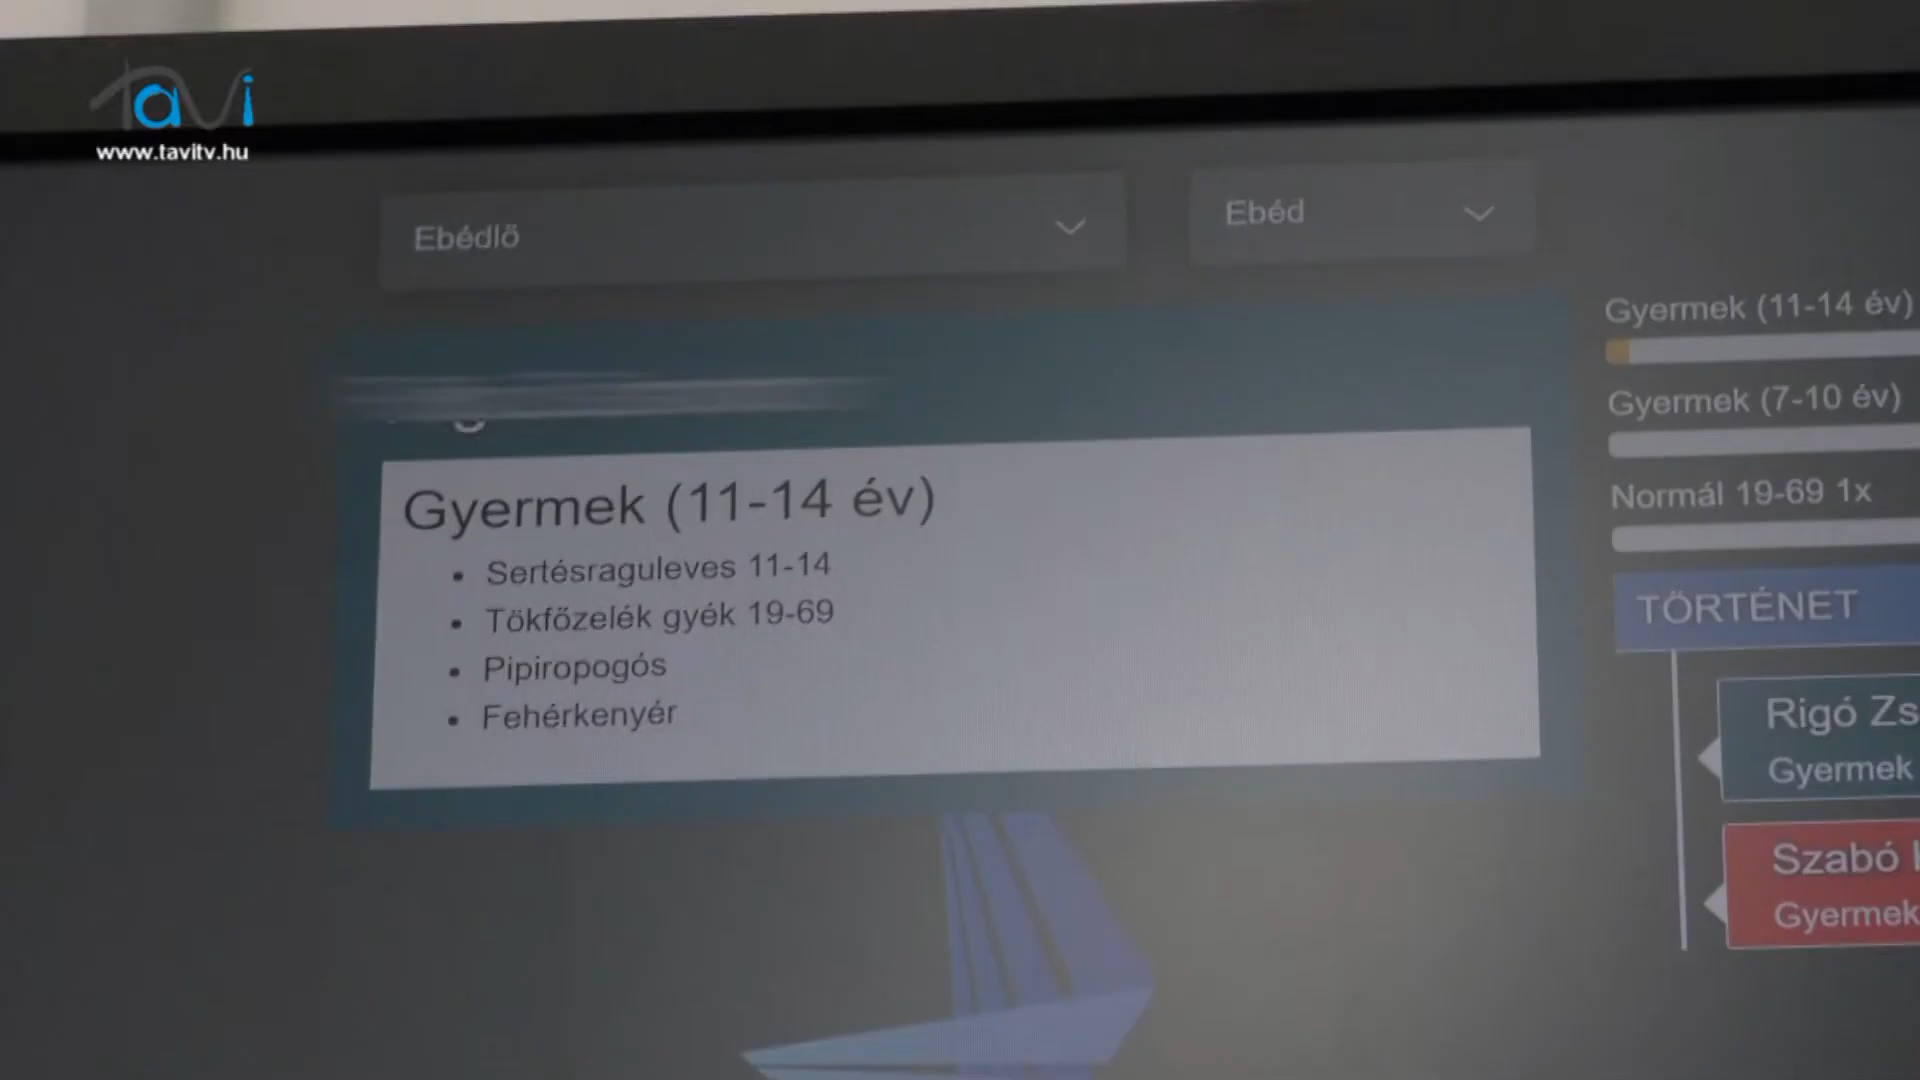 TaVi
www.tavitv.hu
Ebédlő
Ebéd
Gyermek (11-14 év)
Sertésraguleves 11-14
Tökfőzelék gyék 19-69
Pipiropogós
Fehérkenyér
Gyermek (11-14 év)
Gyermek (7-10 év)
Normál 19-69 1x
TÖRTÉNET
Rigó Zs
Gyermek
Szabó
Gyermek